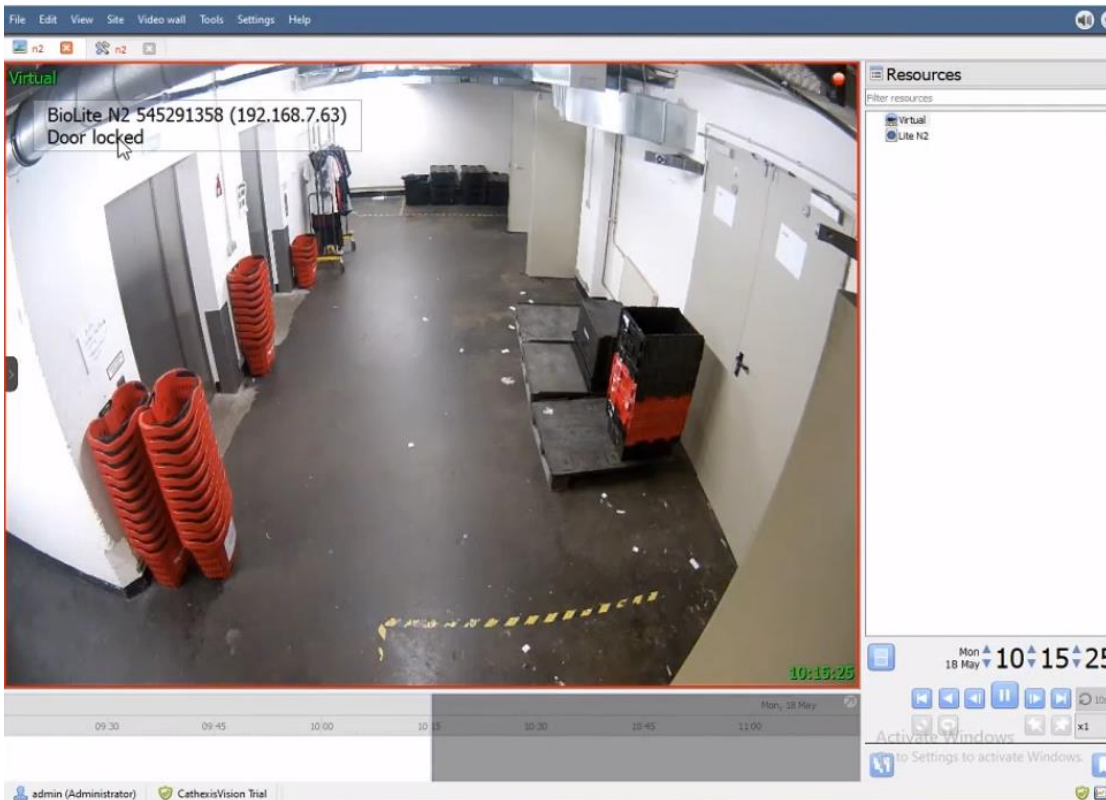 File Edit View Site Video wall Tools Settings Help
n2 n2
Virtual
BioLite N2 545291358 (192.168.7.63)
Door locked
10:15:25
Resources
Filter resources
Virtual
Lite N2
Mon
18 May 10 15 25
x1
Mon, 18 May
09:30 09:45 10:00 10:15 10:30 10:45 11:00
Activate Windows
to Settings to activate Windows.
admin (Administrator) CathexisVision Trial